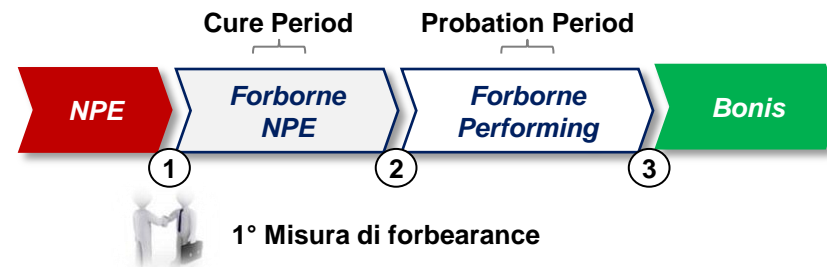 Cure Period
Probation Period
NPE
Forborne
NPE
Forborne
Performing
Bonis
1
2
3
1° Misura di forbearance